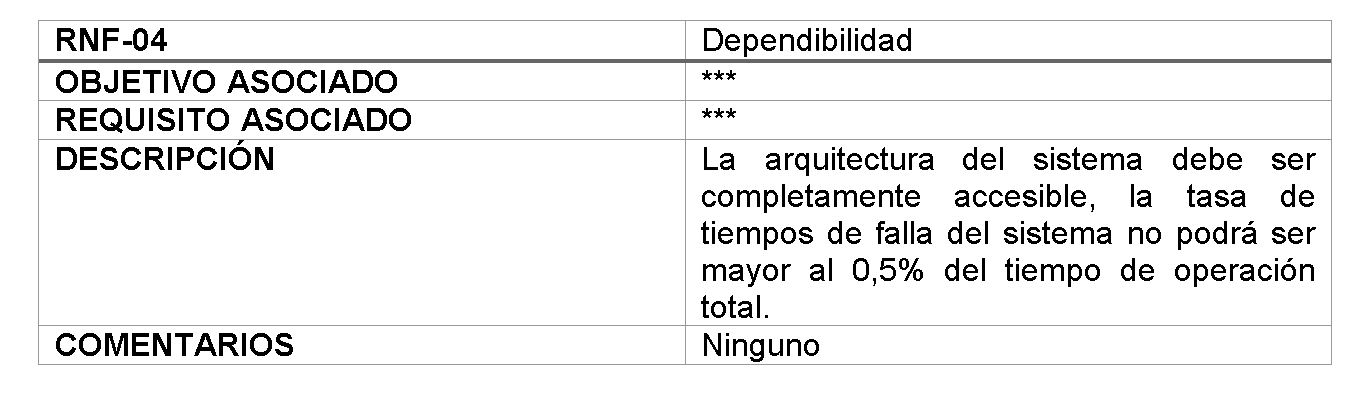 RNF-04 Dependibilidad
OBJETIVO ASOCIADO ***
REQUISITO ASOCIADO ***
DESCRIPCIÓN La arquitectura del sistema debe ser
completamente accesible, la tasa de
tiempos de falla del sistema no podrá ser
mayor al 0,5% del tiempo de operación
total.
COMENTARIOS Ninguno